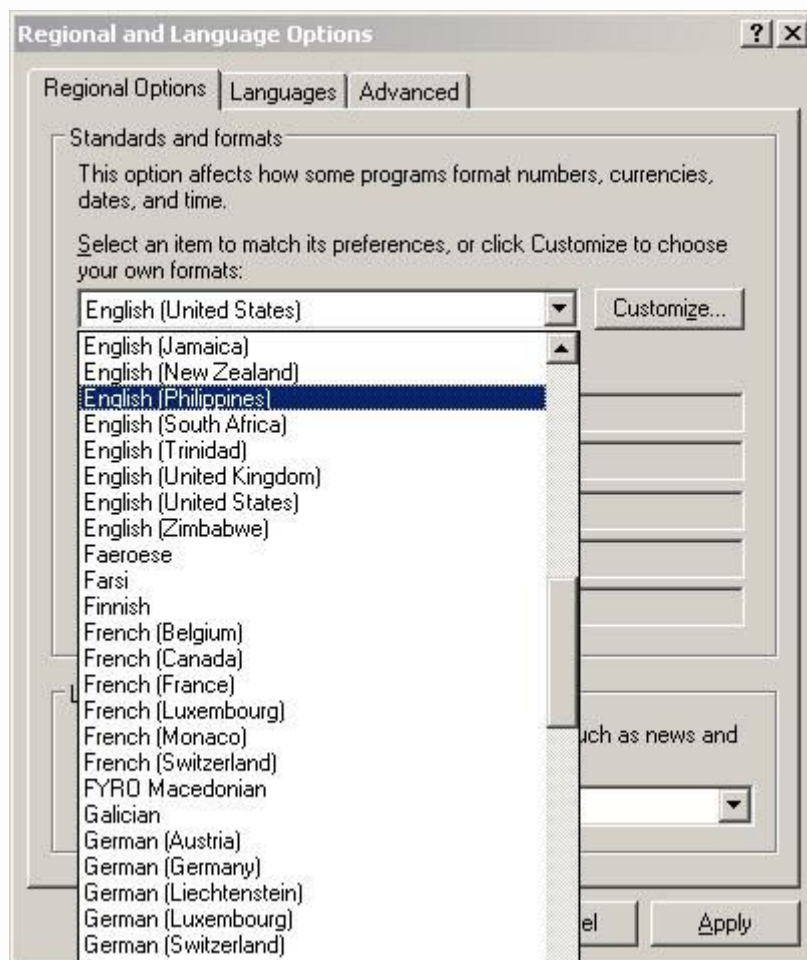 Regional and Language Options
Regional Options Languages Advanced
Standards and formats
This option affects how some programs format numbers, currencies,
dates, and time.
Select an item to match its preferences, or click Customize to choose
your own formats:
English (United States) Customize...
English (Jamaica)
English (New Zealand)
English (Philippines)
English (South Africa)
English (Trinidad)
English (United Kingdom)
English (United States)
English (Zimbabwe)
Faeroese
Farsi
Finnish
French (Belgium)
French (Canada)
French (France)
French (Luxembourg)
French (Monaco)
uch as news and
French (Switzerland)
FYRO Macedonian
Galician
German (Austria)
German (Germany)
German (Liechtenstein)
German (Luxembourg)
el Apply
German (Switzerland)